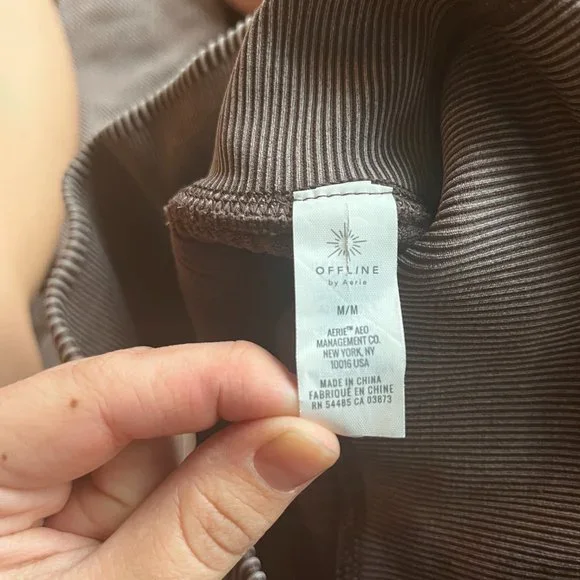 OFFLINE
by Aerie
M/M
AERIE™ AEO
MANAGEMENT CO.
NEW YORK, NY
10016 USA
MADE IN CHINA
FABRIQUÉ EN CHINE
RN 54485 CA 03873